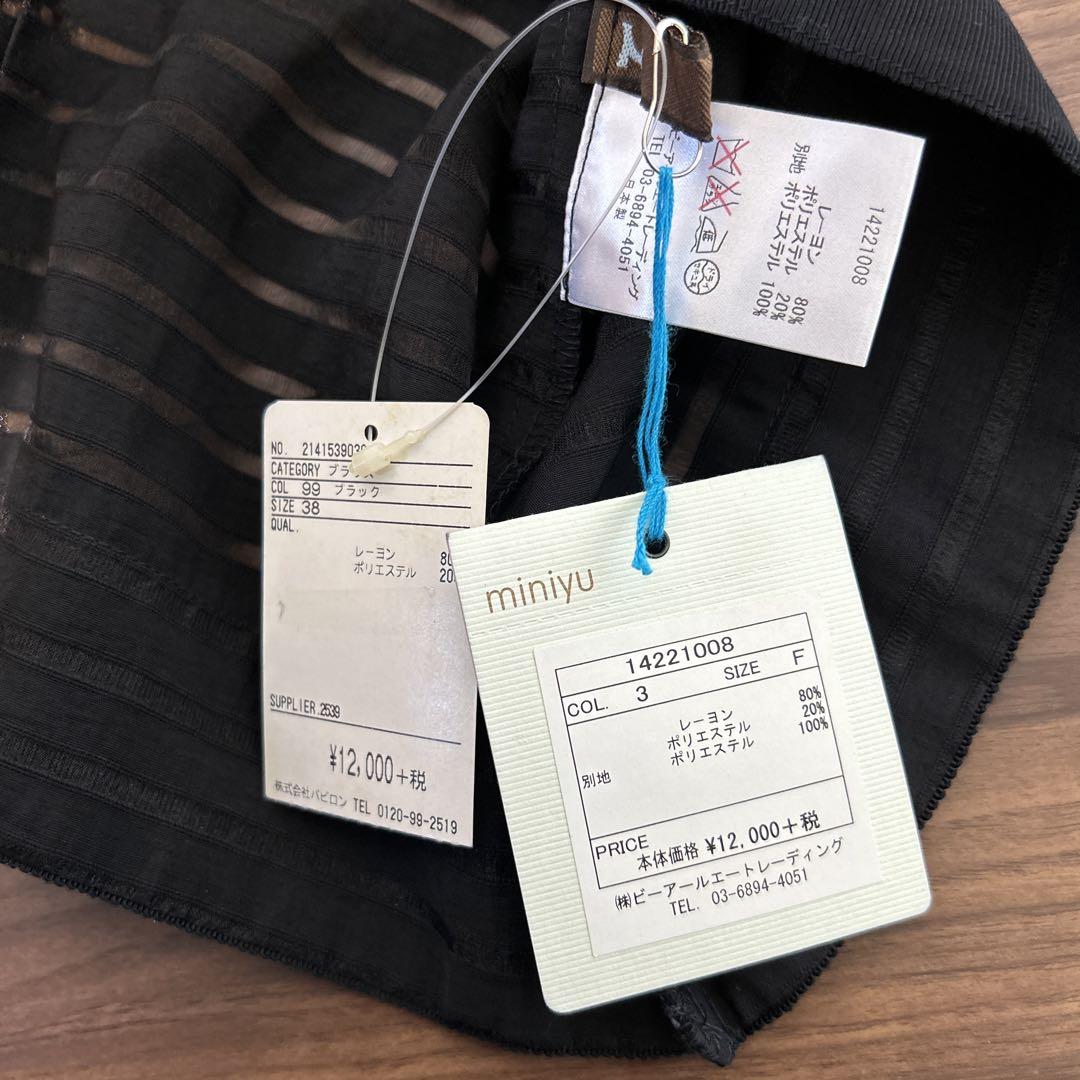 14221008
レーヨン 80%
ポリエステル 20%
別地 ポリエステル 100%
ドライ
TEL 03-6894-4051
日本製
NO. 214153903
CATEGORY
COL 99 ブラック
SIZE 38
QUAL.
レーヨン
ポリエステル 20
SUPPLIER.2539
¥12,000+税
株式会社バビロン TEL 0120-99-2519
miniyu
14221008
COL. 3 SIZE F
レーヨン 80%
ポリエステル 20%
ポリエステル 100%
別地
PRICE
本体価格 ¥12,000+税
㈱ビーアールエートレーディング
TEL. 03-6894-4051